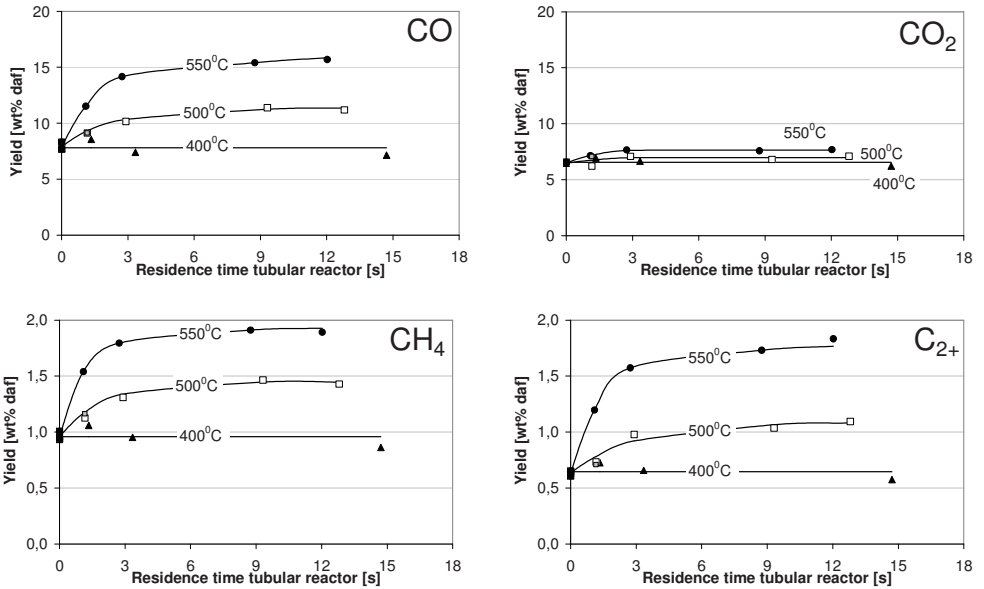 CO
Yield [wt% daf]
20
15
10
5
0
550⁰C
500⁰C
400⁰C
0 3 6 9 12 15 18
Residence time tubular reactor [s]
CO₂
Yield [wt% daf]
20
15
10
5
0
550⁰C
500⁰C
400⁰C
0 3 6 9 12 15 18
Residence time tubular reactor [s]
CH₄
Yield [wt% daf]
2,0
1,5
1,0
0,5
0,0
550⁰C
500⁰C
400⁰C
0 3 6 9 12 15 18
Residence time tubular reactor [s]
C₂₊
Yield [wt% daf]
2,0
1,5
1,0
0,5
0,0
550⁰C
500⁰C
400⁰C
0 3 6 9 12 15 18
Residence time tubular reactor [s]